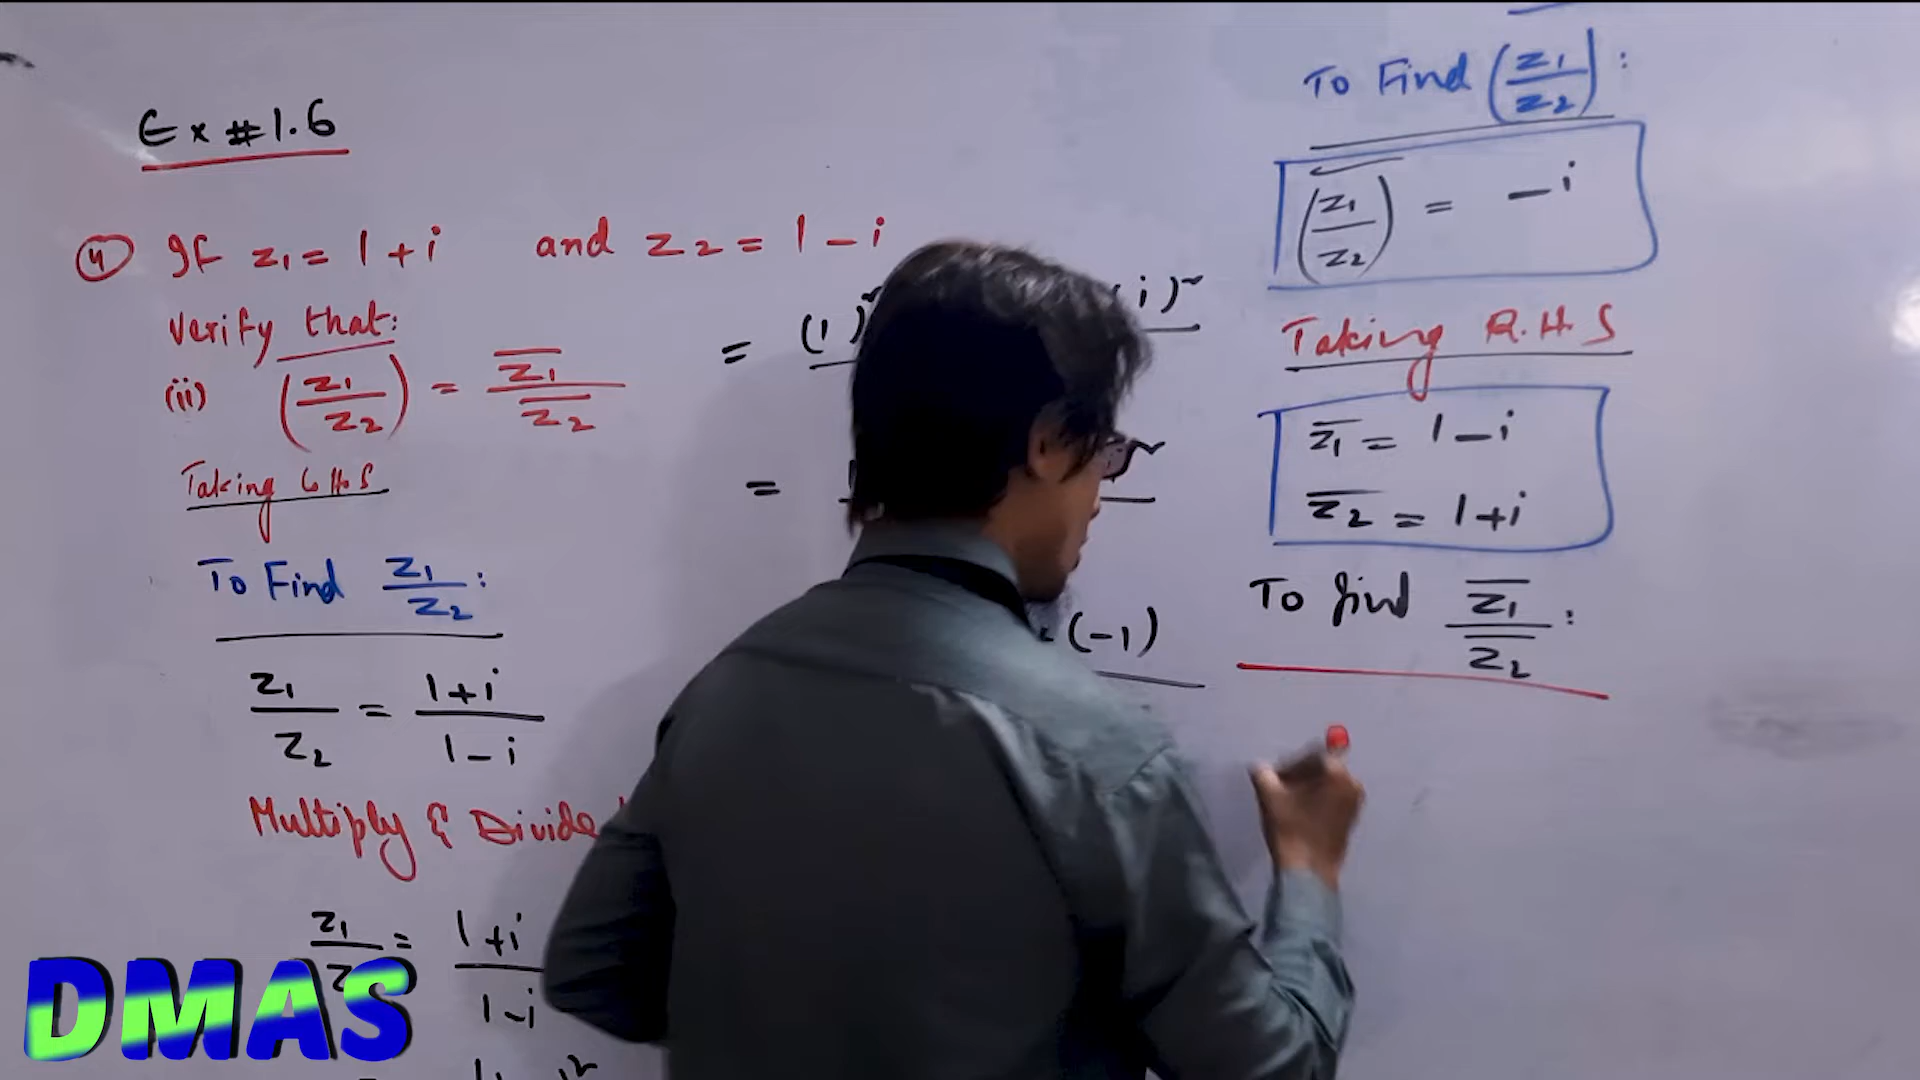 Ex #1.6
4 If z1 = 1+i and z2 = 1-i
Verify that:
(ii) (z1/z2) = z̅1/z̅2
Taking L.H.S
To Find z1/z2:
z1/z2 = 1+i/1-i
Multiply & Divide
z1/z = 1+i/1-i
= (1) i)²
=
(-1)
To Find (z1/z2):
(z1/z2)‾ = -i
Taking R.H.S
z̅1 = 1-i
z̅2 = 1+i
To find z̅1/z̅2:
DMAS